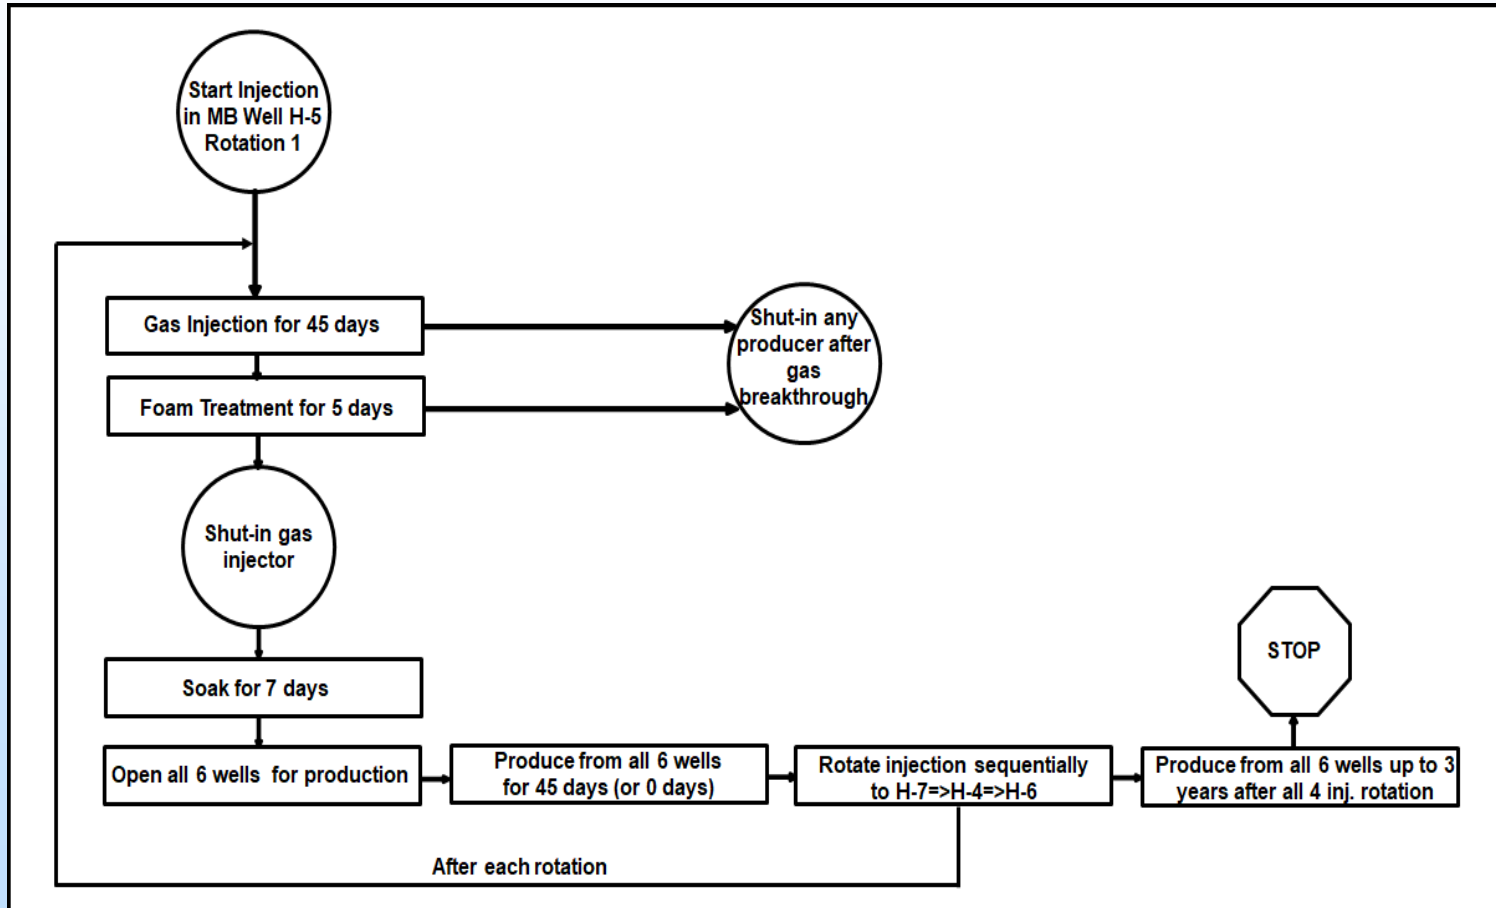 Start Injection
in MB Well H-5
Rotation 1
Gas Injection for 45 days
Shut-in any
producer after
gas
breakthrough
Foam Treatment for 5 days
Shut-in gas
injector
Soak for 7 days
Open all 6 wells for production
Produce from all 6 wells
for 45 days (or 0 days)
Rotate injection sequentially
to H-7=>H-4=>H-6
Produce from all 6 wells up to 3
years after all 4 inj. rotation
STOP
After each rotation